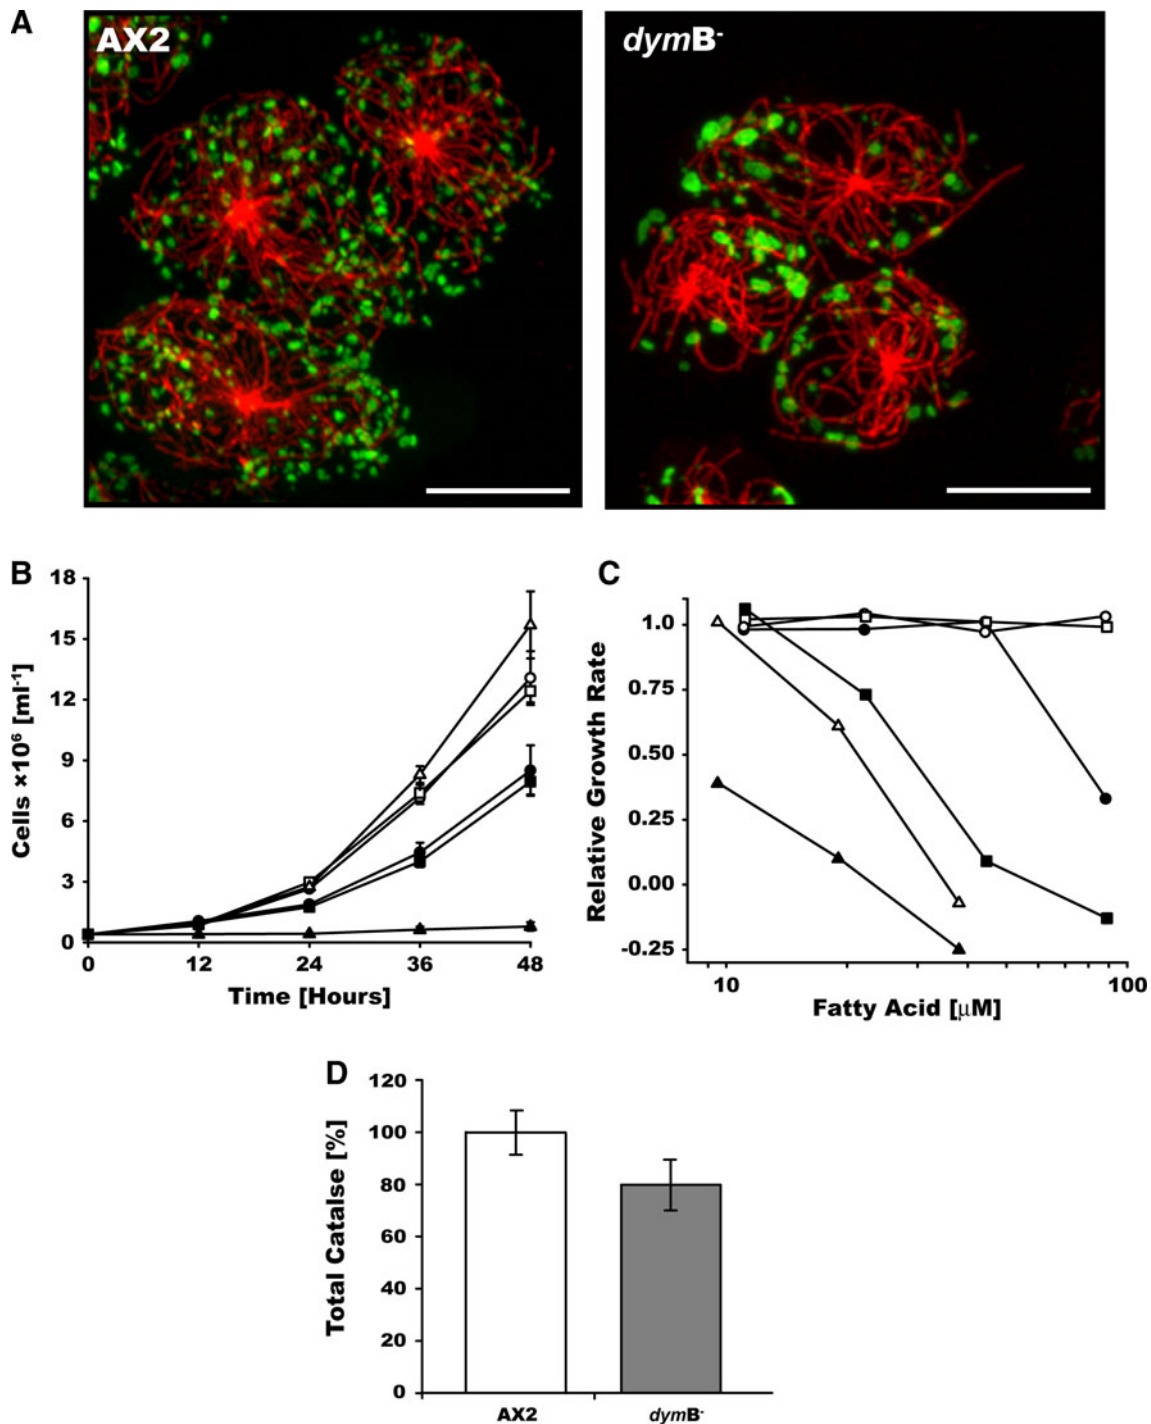 A
AX2
dymB-
B
Cells ×10⁶ [ml⁻¹]
18
15
12
9
6
3
0
0 12 24 36 48
Time [Hours]
C
Relative Growth Rate
1.0
0.75
0.50
0.25
0.00
-0.25
10 100
Fatty Acid [µM]
D
Total Catalse [%]
120
100
80
60
40
20
0
AX2 dymB-